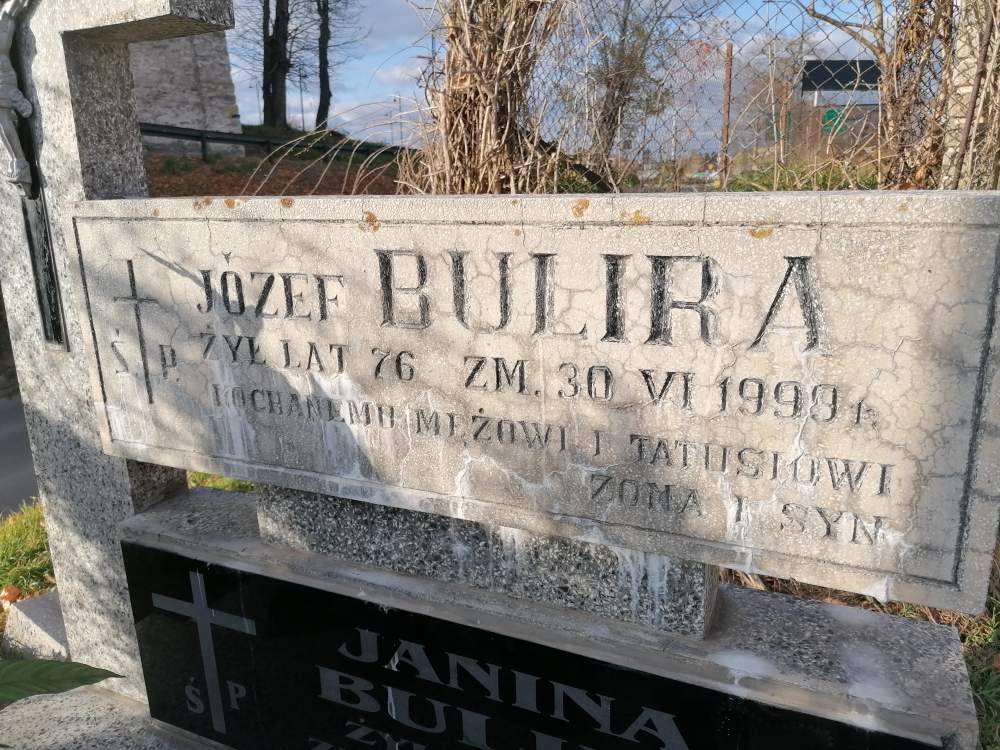 Ś. P.
JÓZEF BULIRA
ŻYŁ LAT 76 ZM. 30 VI 1999 r.
KOCHANEMU MĘŻOWI I TATUSIOWI
ŻONA I SYN
Ś P
JANINA